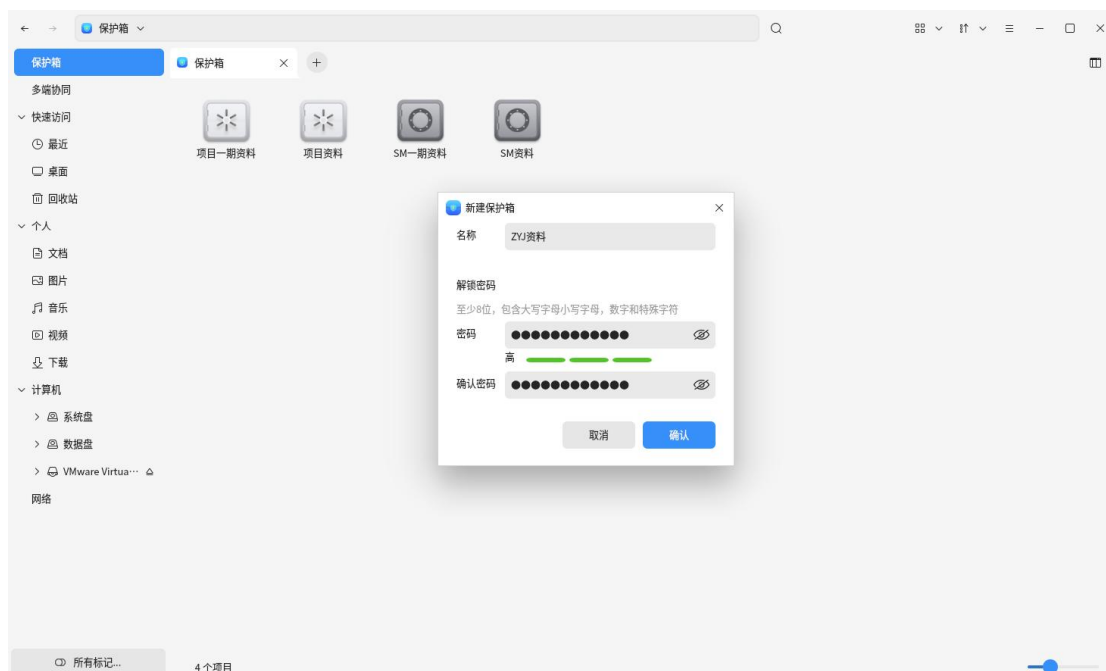 保护箱
保护箱
保护箱
多端协同
快速访问
最近
桌面
回收站
个人
文档
图片
音乐
视频
下载
计算机
系统盘
数据盘
VMware Virtua…
网络
所有标记...
项目一期资料
项目资料
SM一期资料
SM资料
新建保护箱
名称
ZYJ资料
解锁密码
至少8位，包含大写字母小写字母，数字和特殊字符
密码
高
确认密码
取消
确认
4个项目